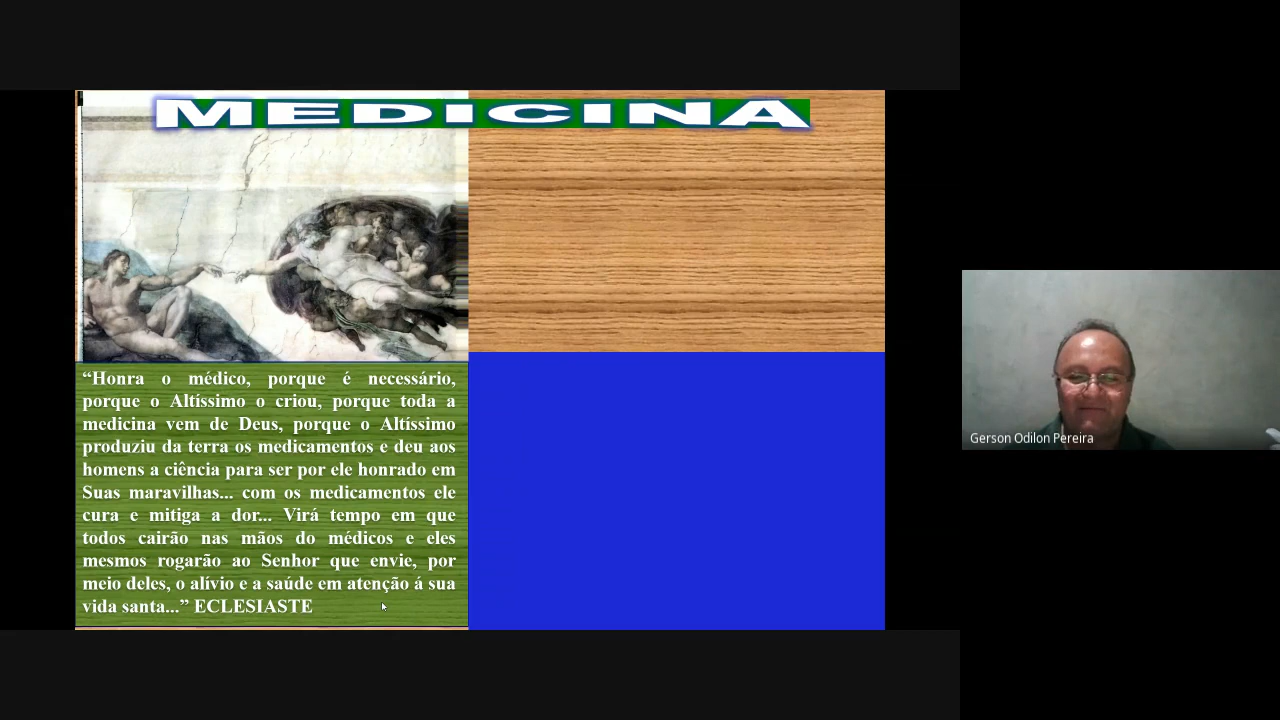 MEDICINA
“Honra o médico, porque é necessário,
porque o Altíssimo o criou, porque toda a
medicina vem de Deus, porque o Altíssimo
produziu da terra os medicamentos e deu aos
homens a ciência para ser por ele honrado em
Suas maravilhas... com os medicamentos ele
cura e mitiga a dor... Virá tempo em que
todos cairão nas mãos do médicos e eles
mesmos rogarão ao Senhor que envie, por
meio deles, o alívio e a saúde em atenção á sua
vida santa...” ECLESIASTE
Gerson Odilon Pereira